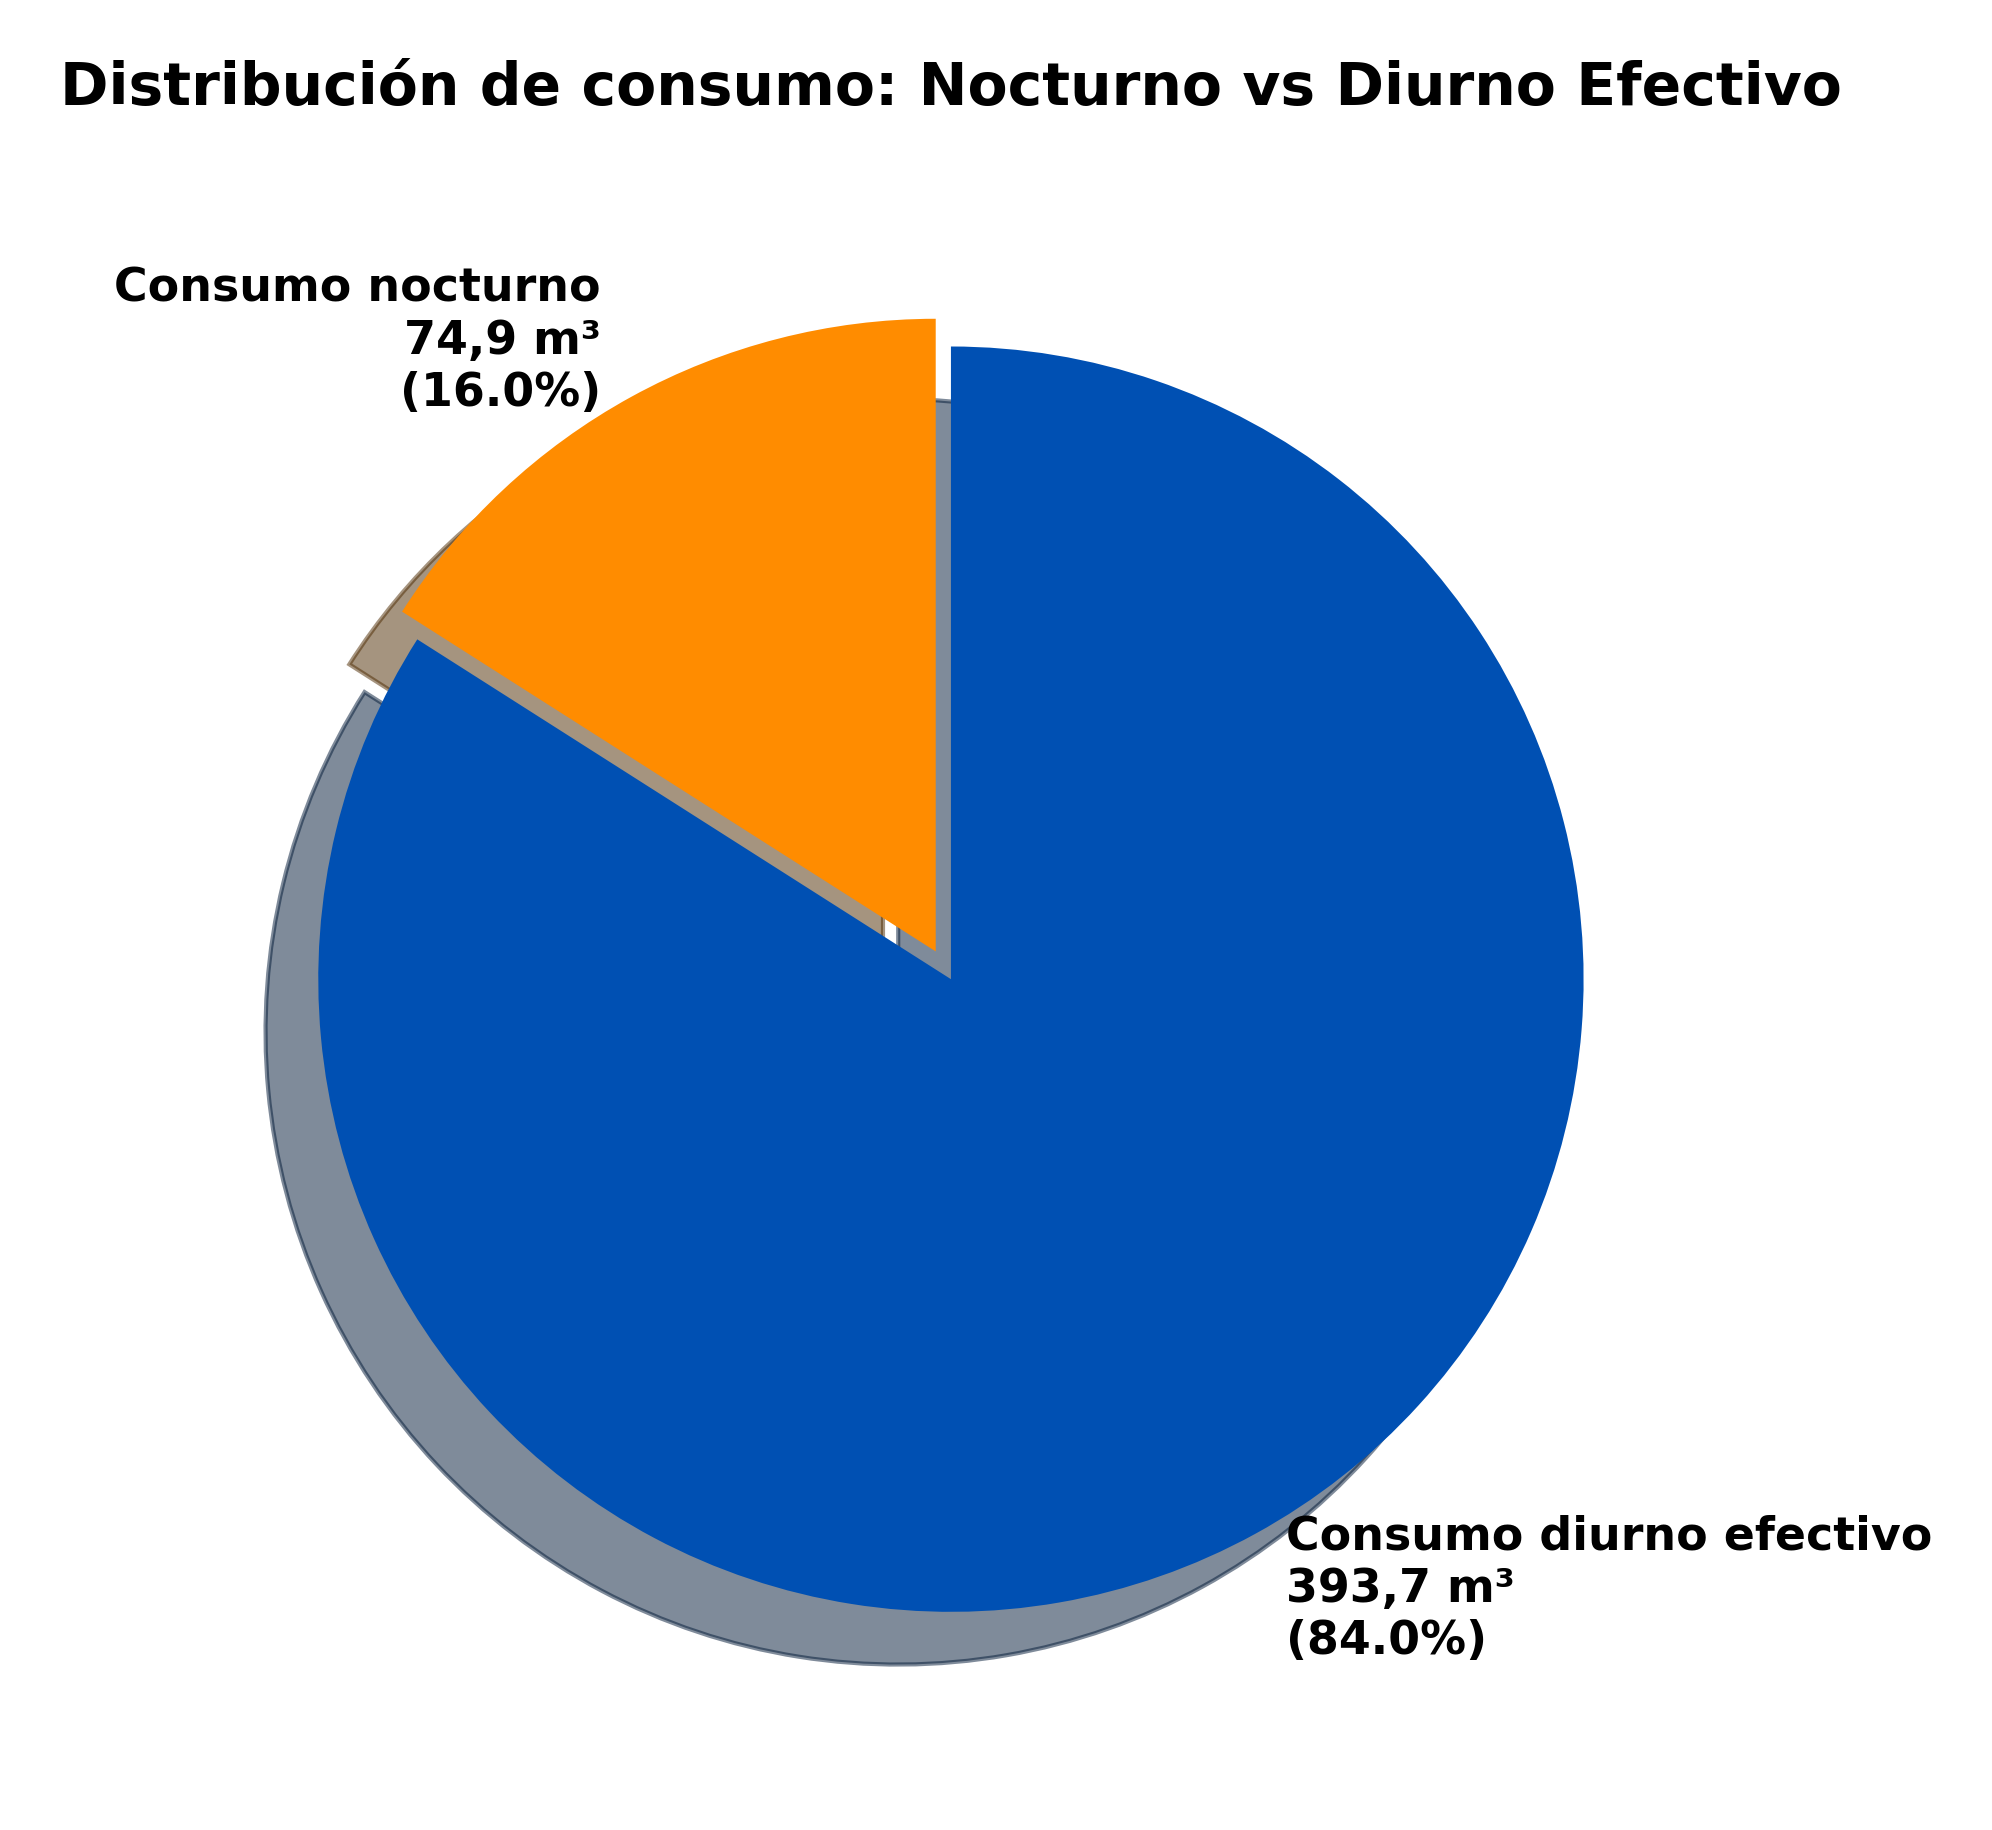 Distribución de consumo: Nocturno vs Diurno Efectivo
Consumo nocturno
74,9 m³
(16.0%)
Consumo diurno efectivo
393,7 m³
(84.0%)